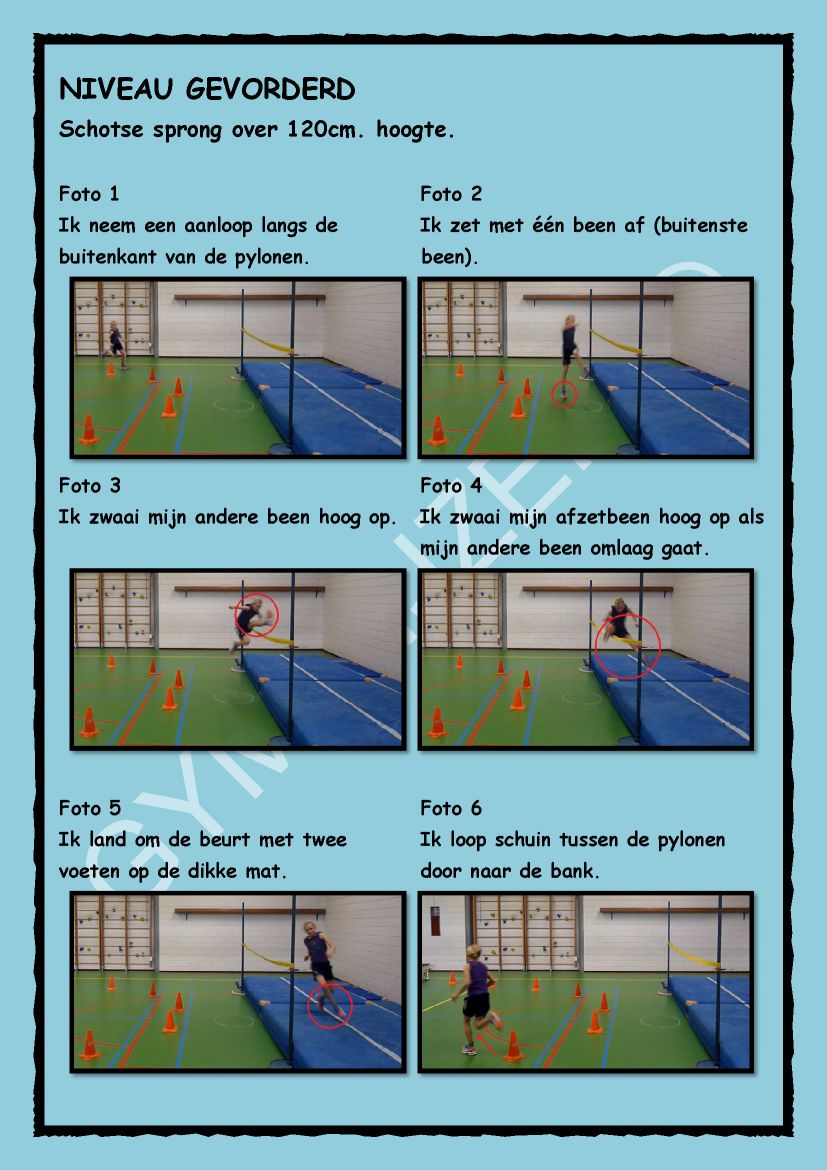 NIVEAU GEVORDERD
Schotse sprong over 120cm. hoogte.
Foto 1
Ik neem een aanloop langs de
buitenkant van de pylonen.
Foto 2
Ik zet met één been af (buitenste
been).
Foto 3
Ik zwaai mijn andere been hoog op.
Foto 4
Ik zwaai mijn afzetbeen hoog op als
mijn andere been omlaag gaat.
Foto 5
Ik land om de beurt met twee
voeten op de dikke mat.
Foto 6
Ik loop schuin tussen de pylonen
door naar de bank.